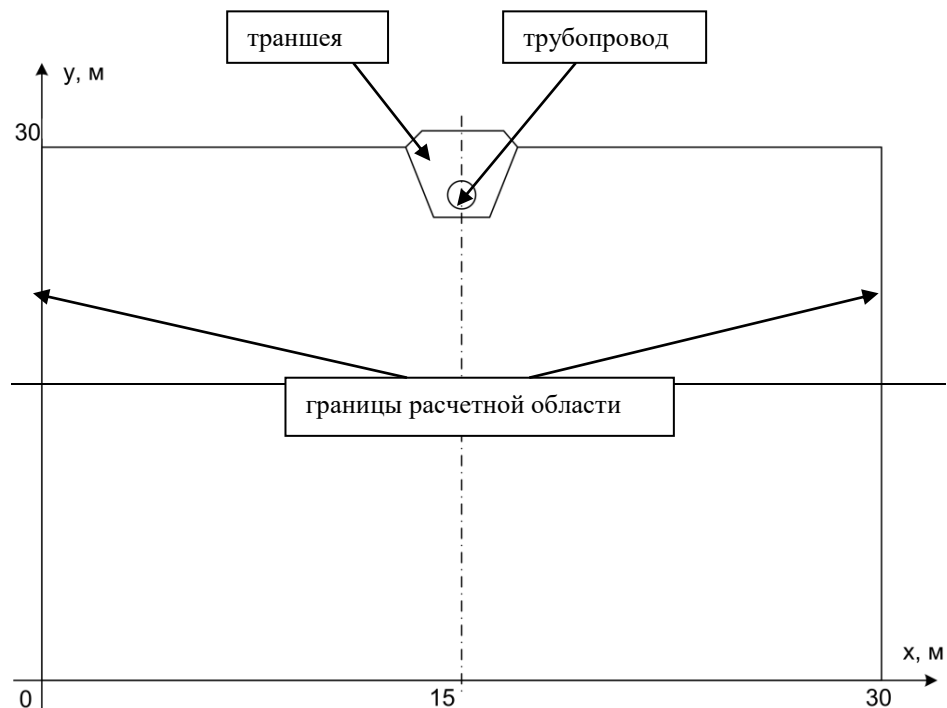 траншея
трубопровод
y, м
30
границы расчетной области
x, м
0
15
30